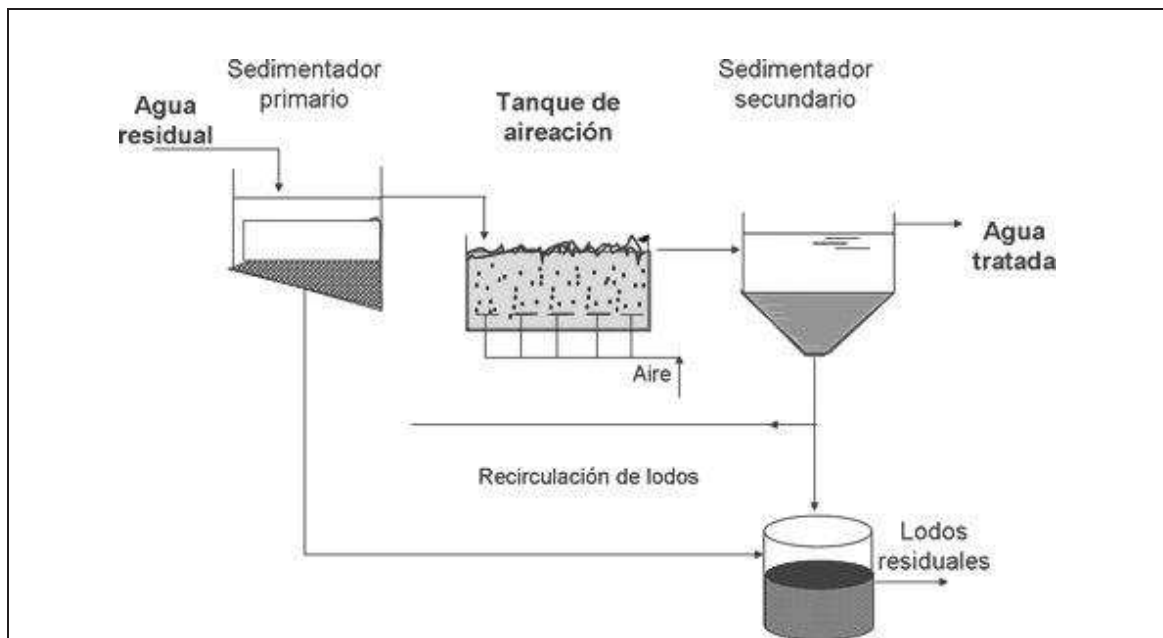 Sedimentador
primario
Agua
residual
Tanque de
aireación
Sedimentador
secundario
Agua
tratada
Aire
Recirculación de lodos
Lodos
residuales